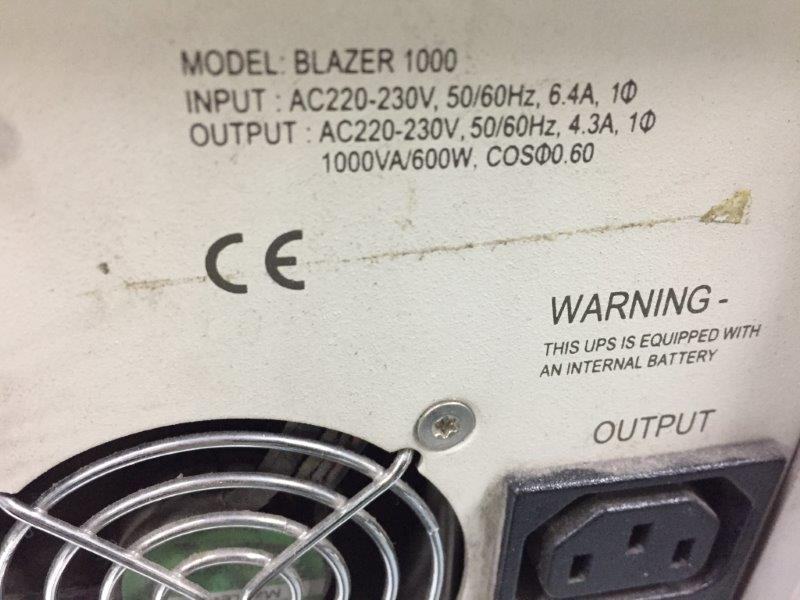 MODEL: BLAZER 1000
INPUT : AC220-230V, 50/60Hz, 6.4A, 1Φ
OUTPUT : AC220-230V, 50/60Hz, 4.3A, 1Φ
1000VA/600W, COSΦ0.60
CE
WARNING -
THIS UPS IS EQUIPPED WITH
AN INTERNAL BATTERY
OUTPUT